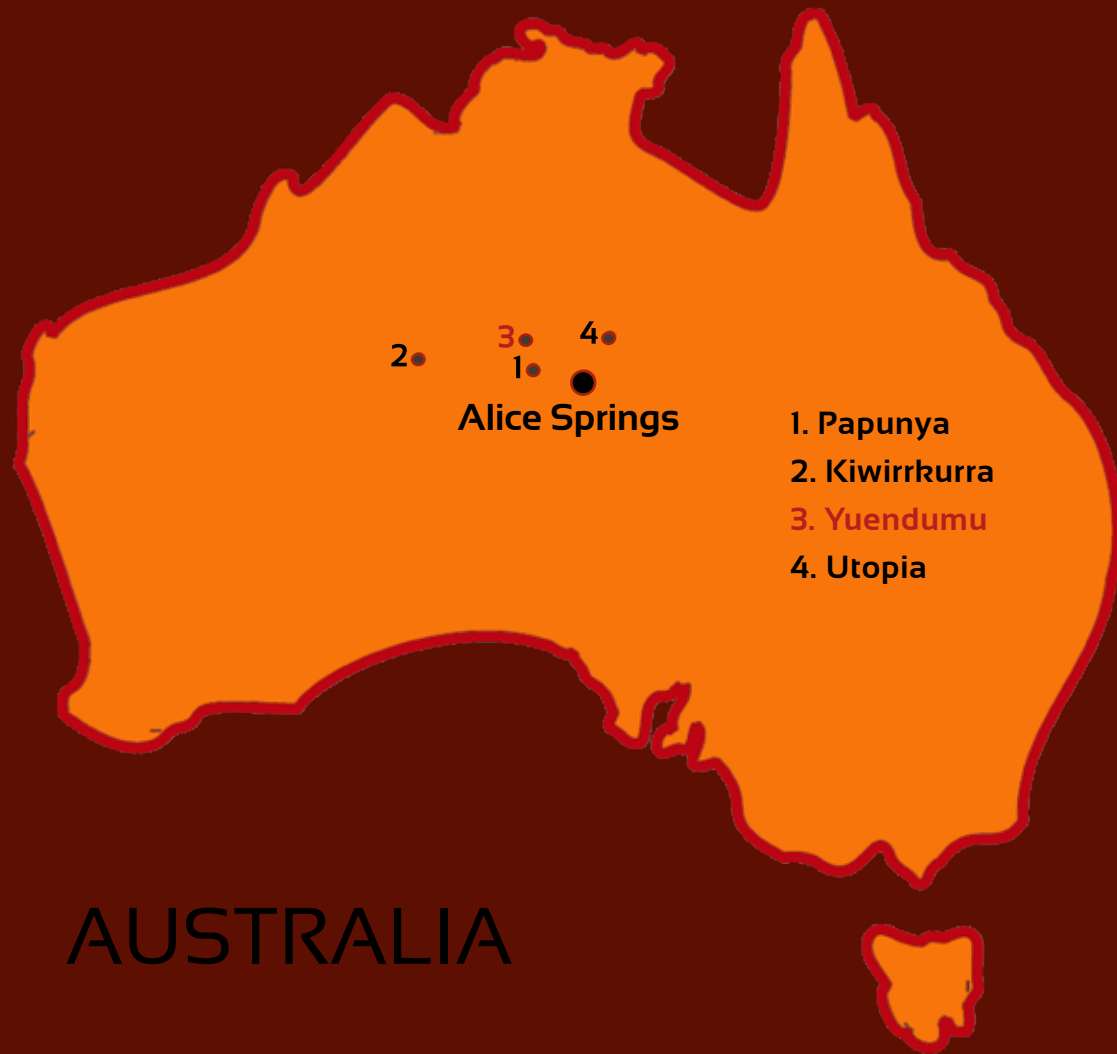 3
4
2
1
Alice Springs
1. Papunya
2. Kiwirrkurra
3. Yuendumu
4. Utopia
AUSTRALIA